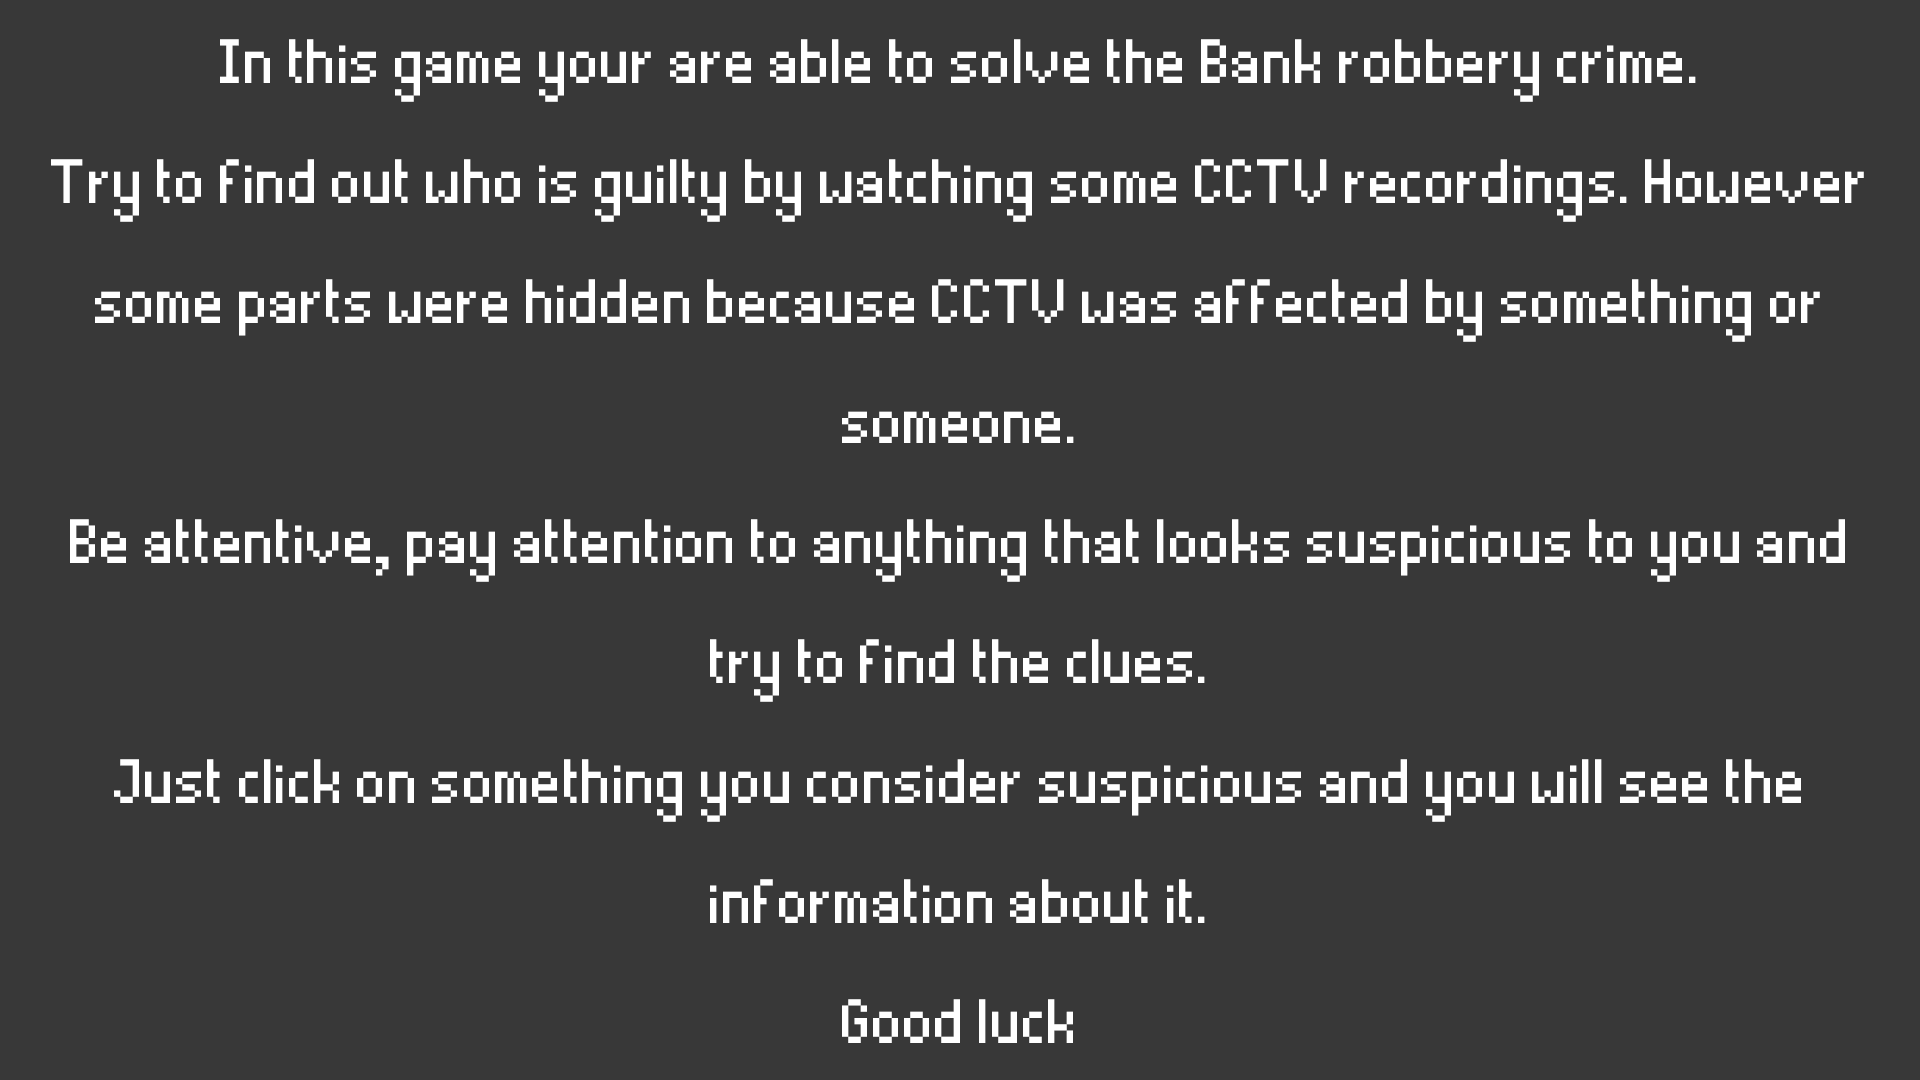 In this game your are able to solve the Bank robbery crime.
Try to find out who is guilty by watching some CCTV recordings. However
some parts were hidden because CCTV was affected by something or
someone.
Be attentive, pay attention to anything that looks suspicious to you and
try to find the clues.
Just click on something you consider suspicious and you will see the
information about it.
Good luck